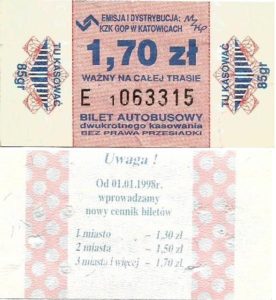 EMISJA I DYSTRYBUCJA:
KZK GOP W KATOWICACH
1,70 zł
WAŻNY NA CAŁEJ TRASIE
E 1063315
BILET AUTOBUSOWY
dwukrotnego kasowania
BEZ PRAWA PRZESIADKI
TU KASOWAĆ
85gr
TU KASOWAĆ
85gr
Uwaga !
Od 01.01.1998r.
wprowadzamy
nowy cennik biletów
1 miasto - 1,30 zł
2 miasta - 1,50 zł
3 miasta i więcej - 1,70 zł